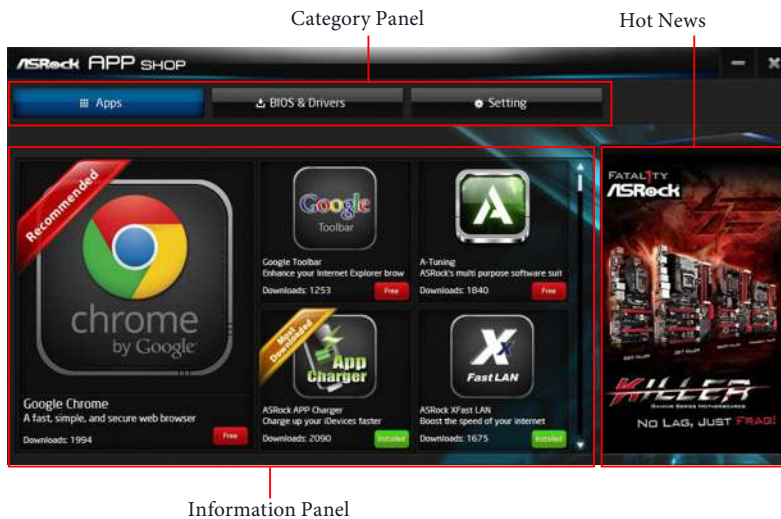 Category Panel
Hot News
ASRock APP SHOP
Apps
BIOS & Drivers
Setting
Recommended
chrome
by Google
Google Chrome
A fast, simple, and secure web browser
Downloads: 1994
Free
Google
Toolbar
Google Toolbar
Enhance your Internet Explorer brow
Downloads: 1253
Free
A-Tuning
ASRock's multi purpose software suit
Downloads: 1840
Free
Most
Downloaded
App
Charger
ASRock APP Charger
Charge up your iDevices faster
Downloads: 2090
Installed
X
Fast LAN
ASRock XFast LAN
Boost the speed of your internet
Downloads: 1675
Installed
FATAL1TY
ASRock
KILLER
GAMING SERIES MOTHERBOARDS
NO LAG, JUST FRAG!
Information Panel